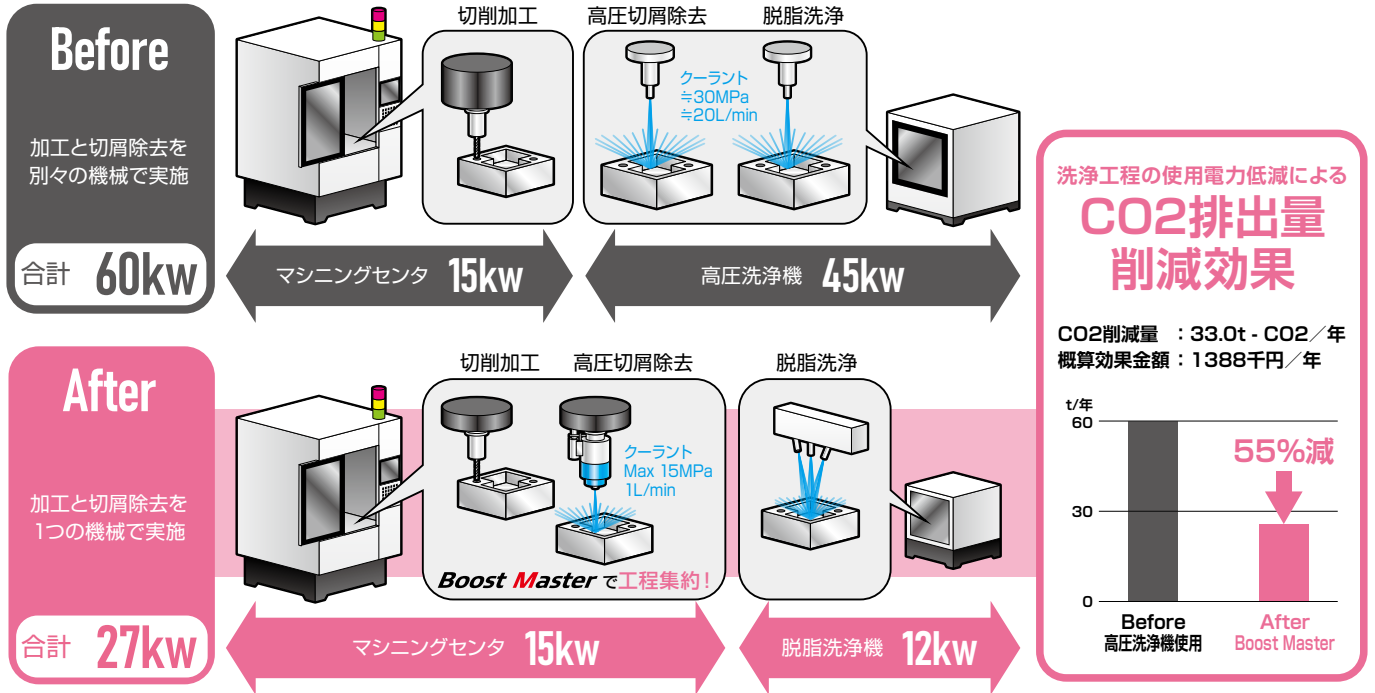 Before
加工と切屑除去を
別々の機械で実施
合計 60kw
切削加工
高圧切屑除去
脱脂洗浄
クーラント
≒30MPa
≒20L/min
マシニングセンタ 15kw
高圧洗浄機 45kw
After
加工と切屑除去を
1つの機械で実施
合計 27kw
切削加工
高圧切屑除去
脱脂洗浄
クーラント
Max 15MPa
1L/min
Boost Master で工程集約!
マシニングセンタ 15kw
脱脂洗浄機 12kw
洗浄工程の使用電力低減による
CO2排出量
削減効果
CO2削減量 :33.0t - CO2/年
概算効果金額:1388千円/年
t/年
60
30
0
55%減
Before
高圧洗浄機使用
After
Boost Master